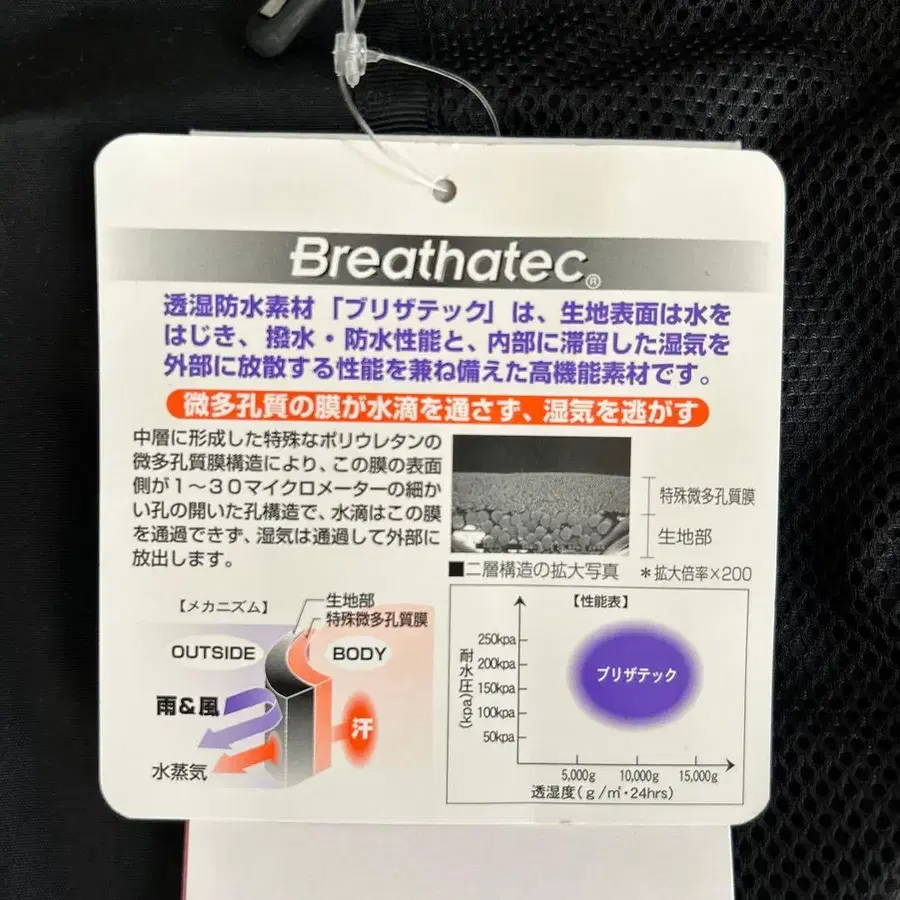 Breathatec®
透湿防水素材「ブリザテック」は、生地表面は水を
はじき、撥水・防水性能と、内部に滞留した湿気を
外部に放散する性能を兼ね備えた高機能素材です。
微多孔質の膜が水滴を通さず、湿気を逃がす
中層に形成した特殊なポリウレタンの
微多孔質膜構造により、この膜の表面
側が1～30マイクロメーターの細か
い孔の開いた孔構造で、水滴はこの膜
を通過できず、湿気は通過して外部に
放出します。
特殊微多孔質膜
生地部
■二層構造の拡大写真 ＊拡大倍率×200
【メカニズム】
生地部
特殊微多孔質膜
OUTSIDE
BODY
雨&風
汗
水蒸気
【性能表】
耐水圧(kpa)
250kpa
200kpa
150kpa
100kpa
50kpa
ブリザテック
5,000g 10,000g 15,000g
透湿度(g/㎡・24hrs)